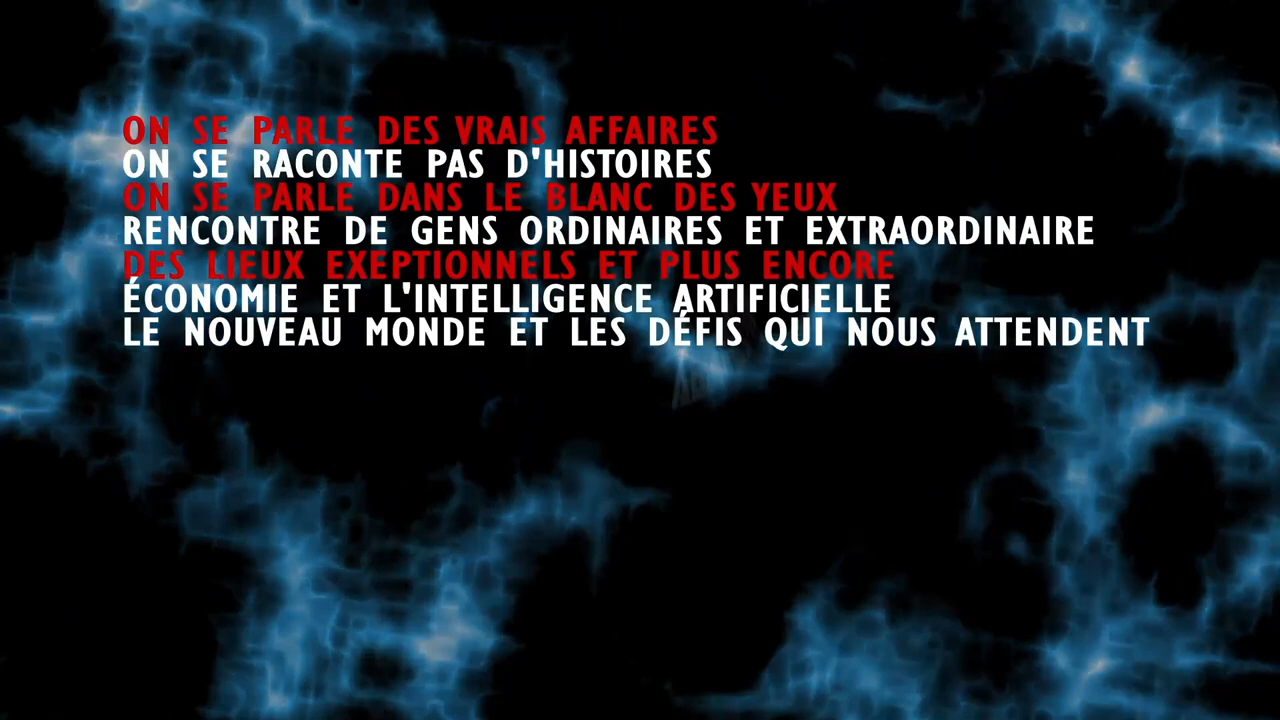 ON SE PARLE DES VRAIS AFFAIRES
ON SE RACONTE PAS D'HISTOIRES
ON SE PARLE DANS LE BLANC DES YEUX
RENCONTRE DE GENS ORDINAIRES ET EXTRAORDINAIRE
DES LIEUX EXEPTIONNELS ET PLUS ENCORE
ÉCONOMIE ET L'INTELLIGENCE ARTIFICIELLE
LE NOUVEAU MONDE ET LES DÉFIS QUI NOUS ATTENDENT